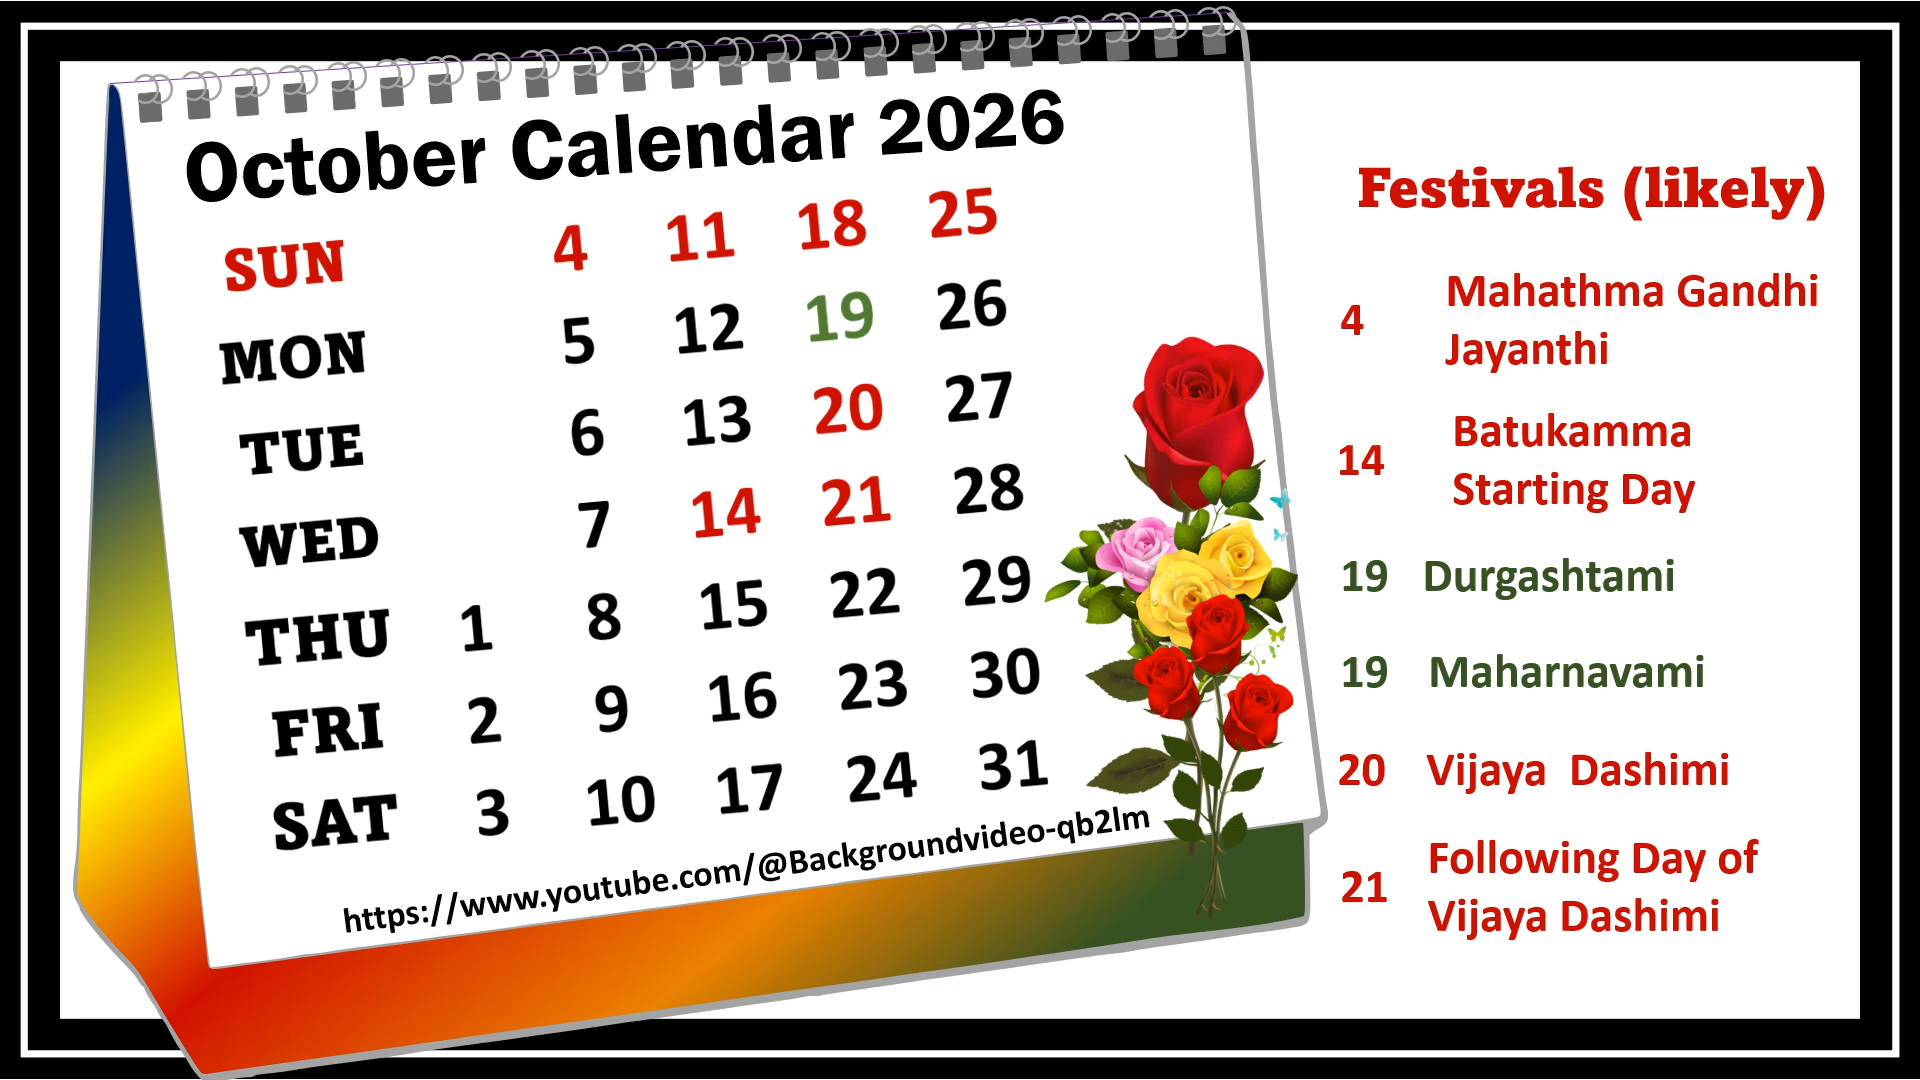 October Calendar 2026
SUN 4 11 18 25
MON 5 12 19 26
TUE 6 13 20 27
WED 7 14 21 28
THU 1 8 15 22 29
FRI 2 9 16 23 30
SAT 3 10 17 24 31
https://www.youtube.com/@Backgroundvideo-qb2lm
Festivals (likely)
4 Mahathma Gandhi
Jayanthi
14 Batukamma
Starting Day
19 Durgashtami
19 Maharnavami
20 Vijaya Dashimi
21 Following Day of
Vijaya Dashimi